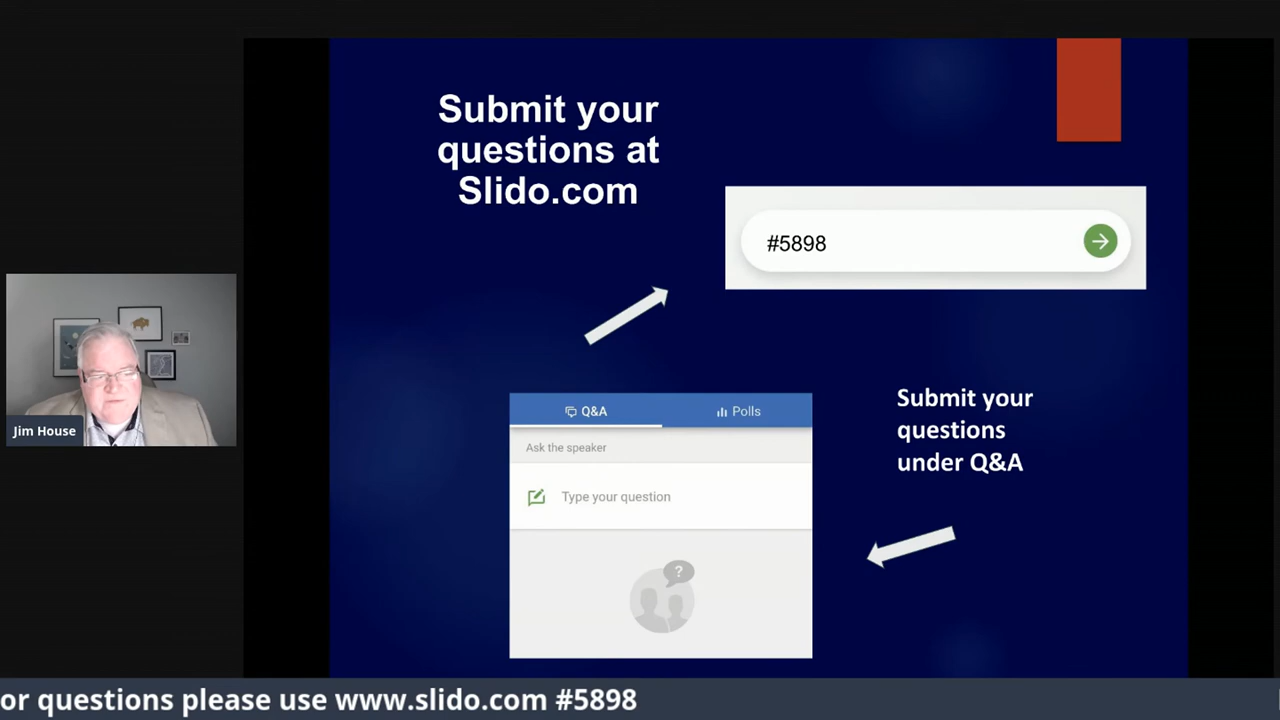 Submit your
questions at
Slido.com
#5898
Jim House
Q&A
Polls
Ask the speaker
Type your question
?
Submit your
questions
under Q&A
or questions please use www.slido.com #5898